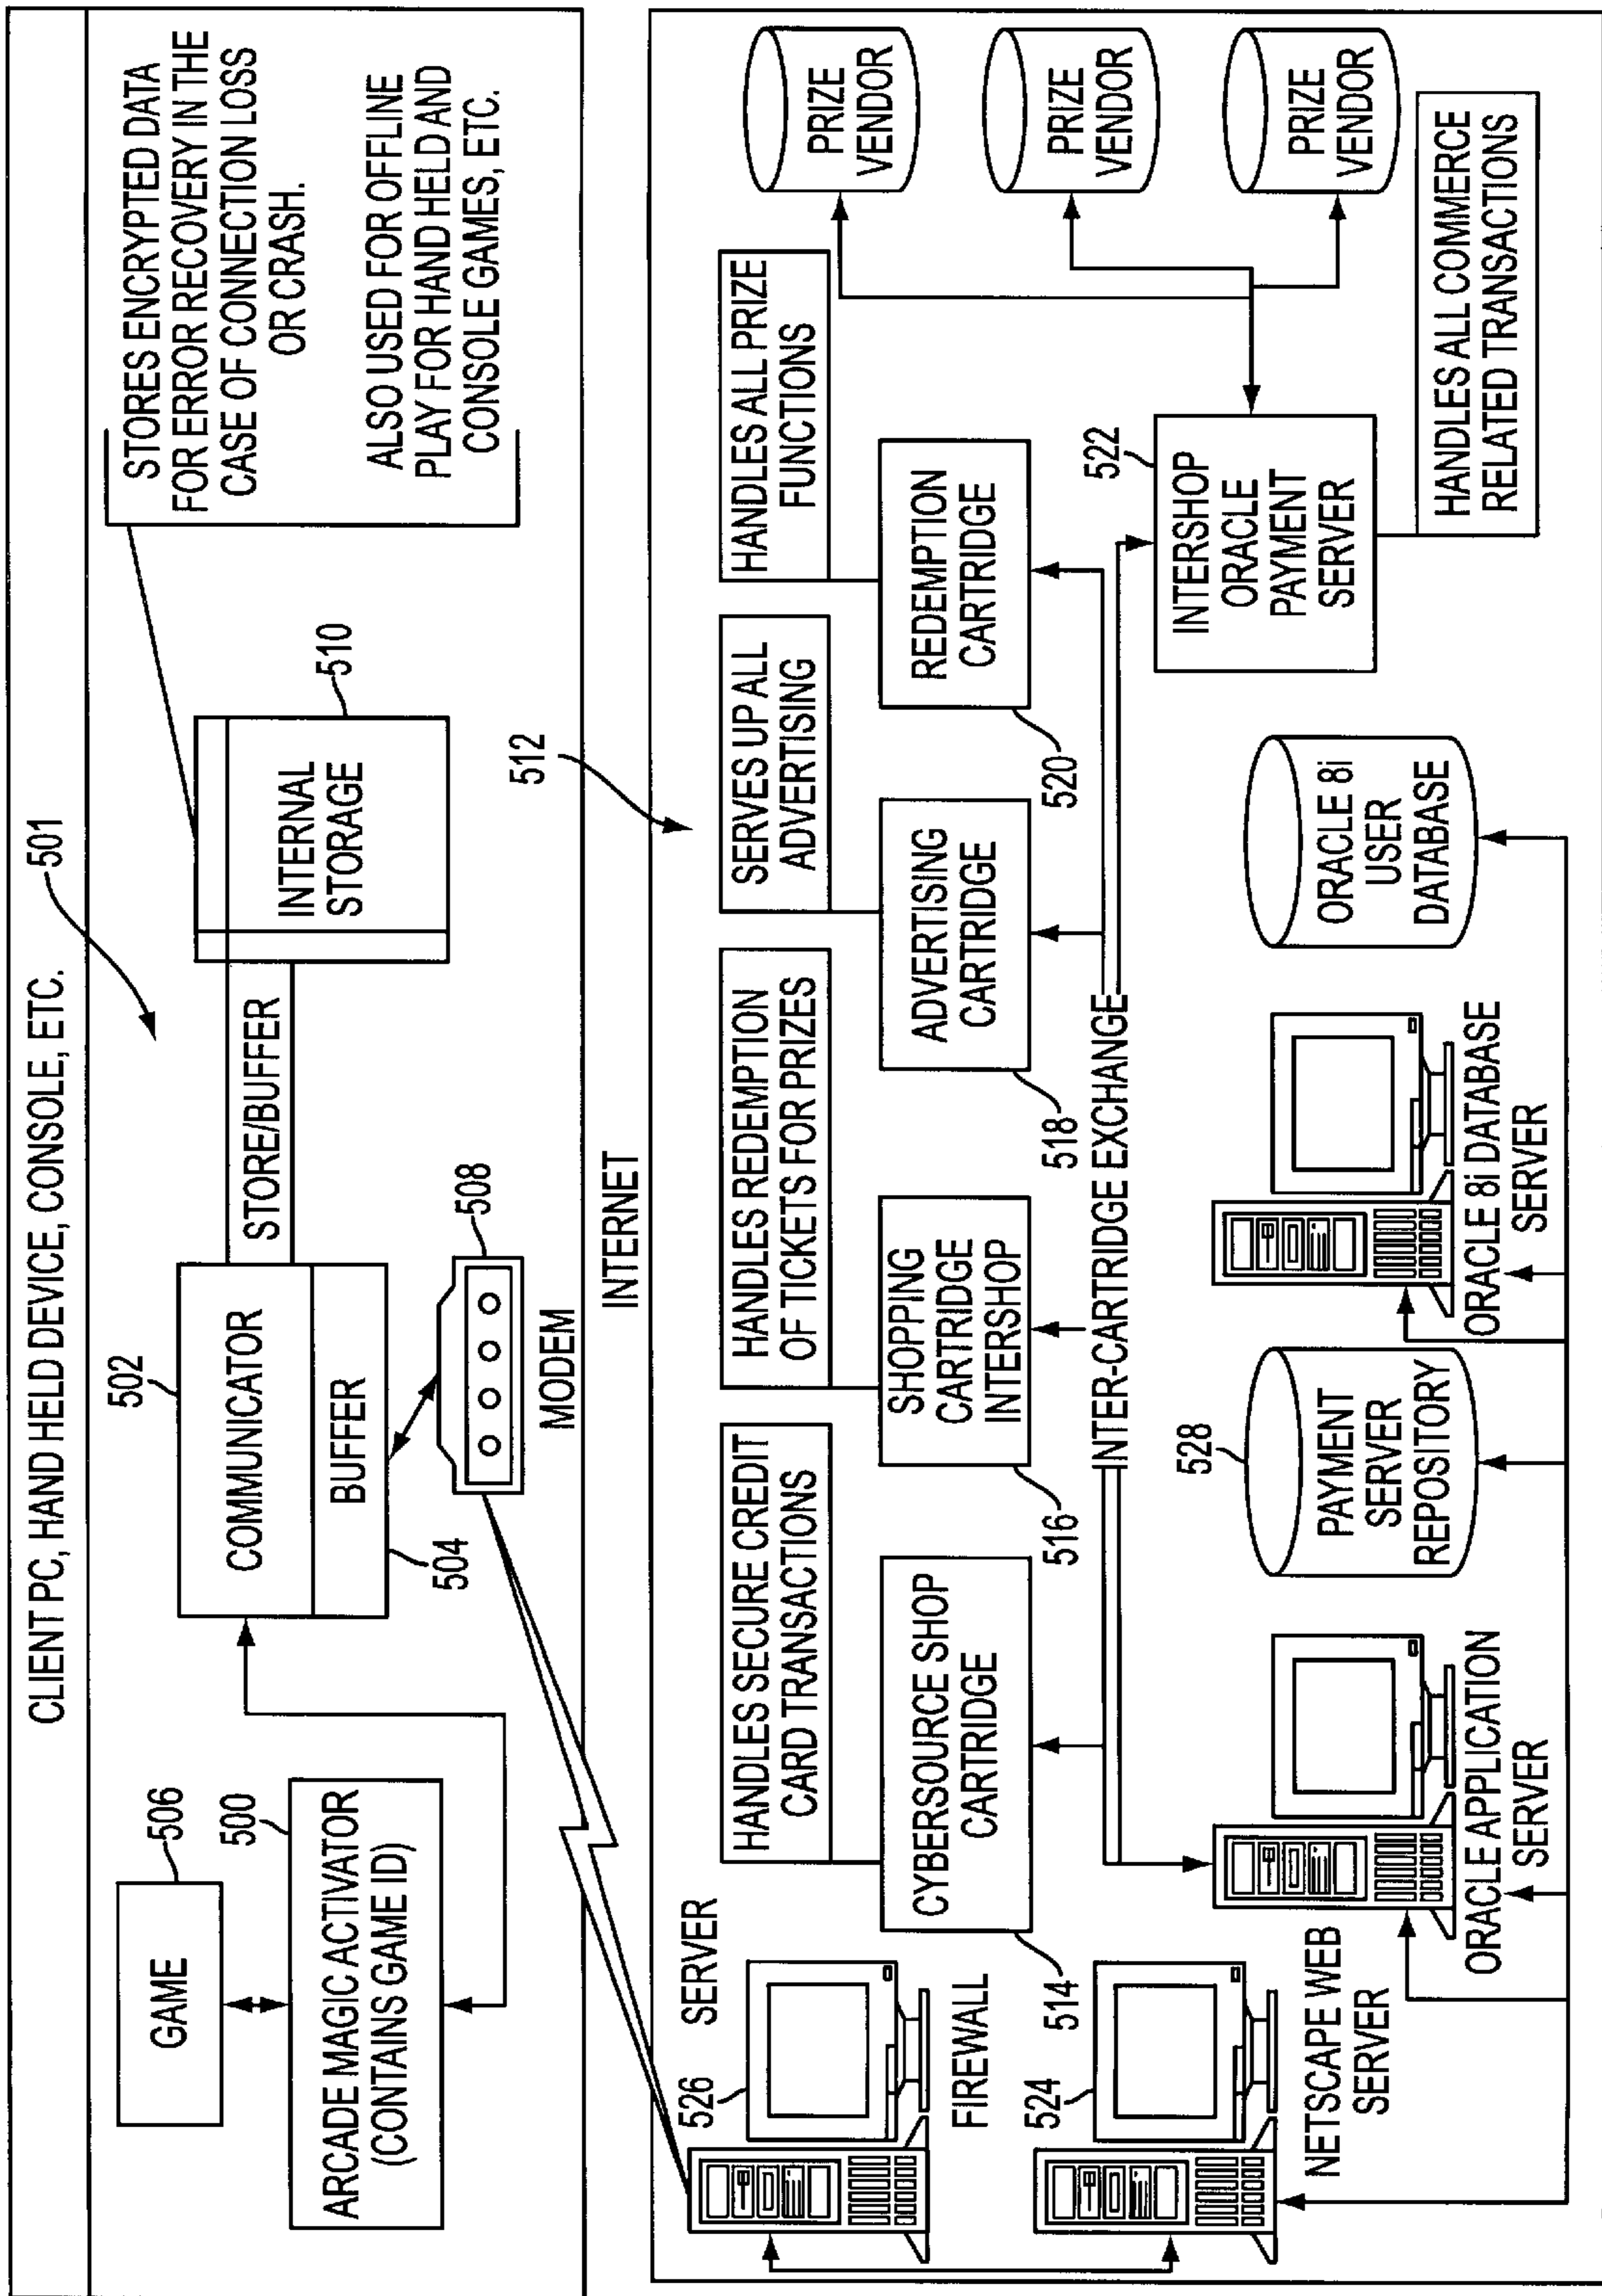 CLIENT PC, HAND HELD DEVICE, CONSOLE, ETC.
501
GAME
506
500
ARCADE MAGIC ACTIVATOR
(CONTAINS GAME ID)
502
COMMUNICATOR
BUFFER
504
STORE/BUFFER
508
MODEM
INTERNAL
STORAGE
510
STORES ENCRYPTED DATA
FOR ERROR RECOVERY IN THE
CASE OF CONNECTION LOSS
OR CRASH.
ALSO USED FOR OFFLINE
PLAY FOR HAND HELD AND
CONSOLE GAMES, ETC.
INTERNET
512
526
SERVER
FIREWALL
HANDLES SECURE CREDIT
CARD TRANSACTIONS
HANDLES REDEMPTION
OF TICKETS FOR PRIZES
SERVES UP ALL
ADVERTISING
HANDLES ALL PRIZE
FUNCTIONS
PRIZE
VENDOR
CYBERSOURCE SHOP
CARTRIDGE
514
SHOPPING
CARTRIDGE
INTERSHOP
516
ADVERTISING
CARTRIDGE
518
REDEMPTION
CARTRIDGE
520
PRIZE
VENDOR
INTER-CARTRIDGE EXCHANGE
524
NETSCAPE WEB
SERVER
522
INTERSHOP
ORACLE
PAYMENT
SERVER
PRIZE
VENDOR
528
PAYMENT
SERVER
REPOSITORY
ORACLE 8i
USER
DATABASE
ORACLE APPLICATION
SERVER
ORACLE 8i DATABASE
SERVER
HANDLES ALL COMMERCE
RELATED TRANSACTIONS